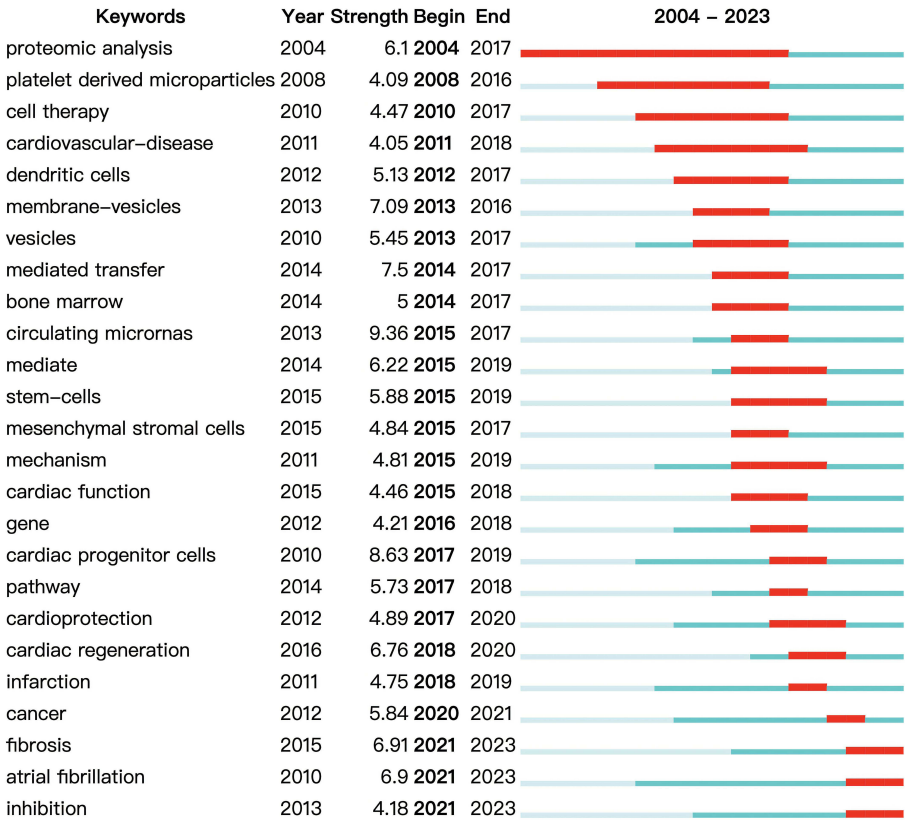 Keywords Year Strength Begin End 2004 – 2023
proteomic analysis 2004 6.1 2004 2017
platelet derived microparticles 2008 4.09 2008 2016
cell therapy 2010 4.47 2010 2017
cardiovascular–disease 2011 4.05 2011 2018
dendritic cells 2012 5.13 2012 2017
membrane–vesicles 2013 7.09 2013 2016
vesicles 2010 5.45 2013 2017
mediated transfer 2014 7.5 2014 2017
bone marrow 2014 5 2014 2017
circulating micrornas 2013 9.36 2015 2017
mediate 2014 6.22 2015 2019
stem–cells 2015 5.88 2015 2019
mesenchymal stromal cells 2015 4.84 2015 2017
mechanism 2011 4.81 2015 2019
cardiac function 2015 4.46 2015 2018
gene 2012 4.21 2016 2018
cardiac progenitor cells 2010 8.63 2017 2019
pathway 2014 5.73 2017 2018
cardioprotection 2012 4.89 2017 2020
cardiac regeneration 2016 6.76 2018 2020
infarction 2011 4.75 2018 2019
cancer 2012 5.84 2020 2021
fibrosis 2015 6.91 2021 2023
atrial fibrillation 2010 6.9 2021 2023
inhibition 2013 4.18 2021 2023